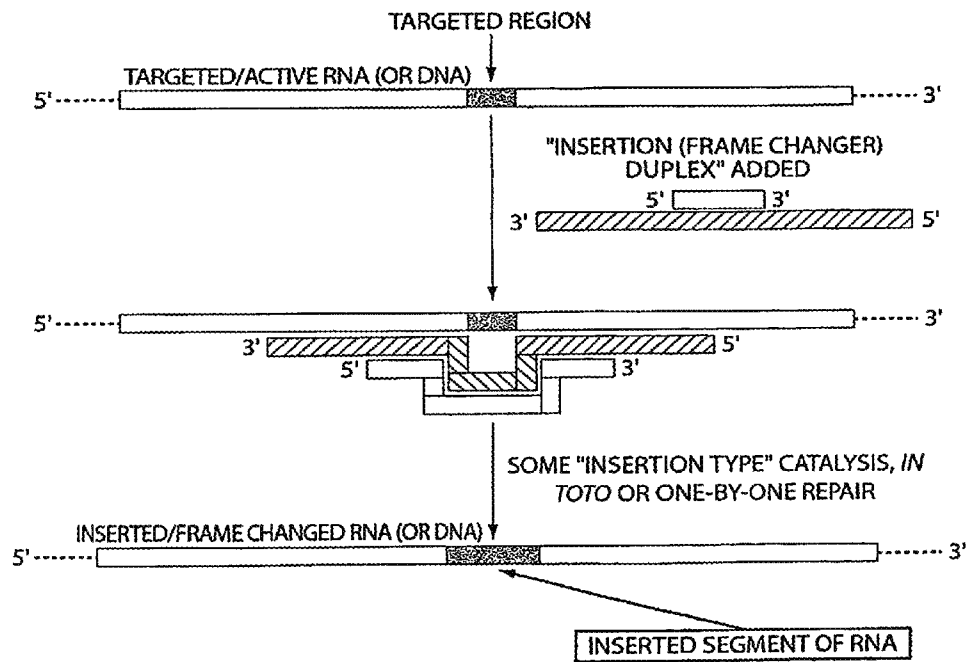 TARGETED REGION
TARGETED/ACTIVE RNA (OR DNA)
5'
3'
"INSERTION (FRAME CHANGER)
DUPLEX" ADDED
5'
3'
3'
5'
5'
3'
3'
5'
5'
3'
SOME "INSERTION TYPE" CATALYSIS, IN
TOTO OR ONE-BY-ONE REPAIR
INSERTED/FRAME CHANGED RNA (OR DNA)
5'
3'
INSERTED SEGMENT OF RNA